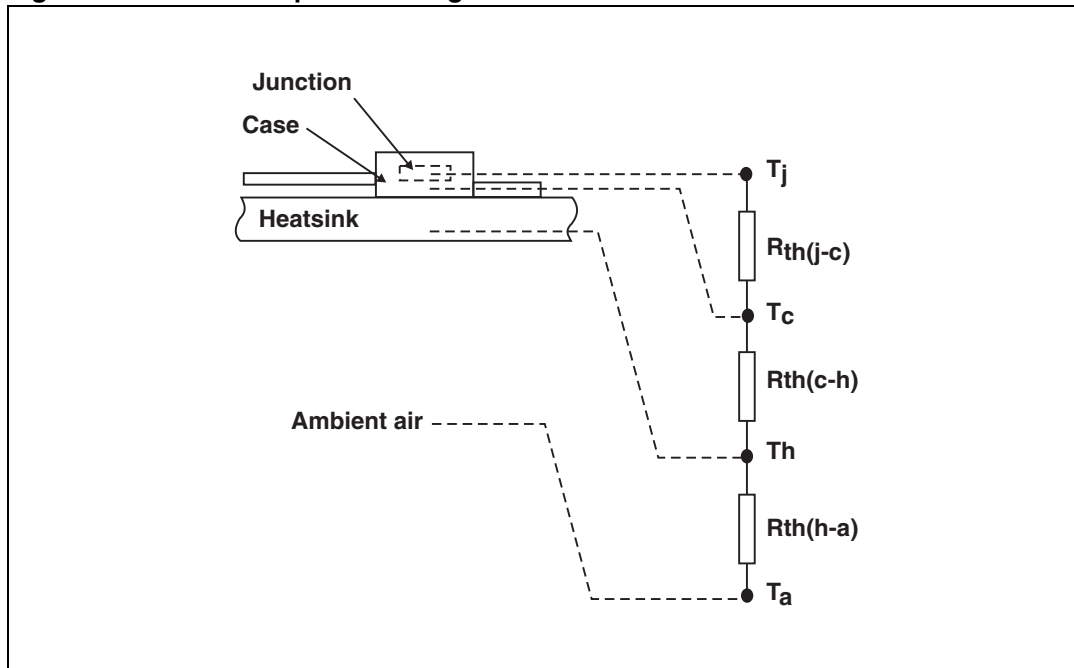 Junction
Case
Heatsink
Ambient air
Tj
Rth(j-c)
Tc
Rth(c-h)
Th
Rth(h-a)
Ta